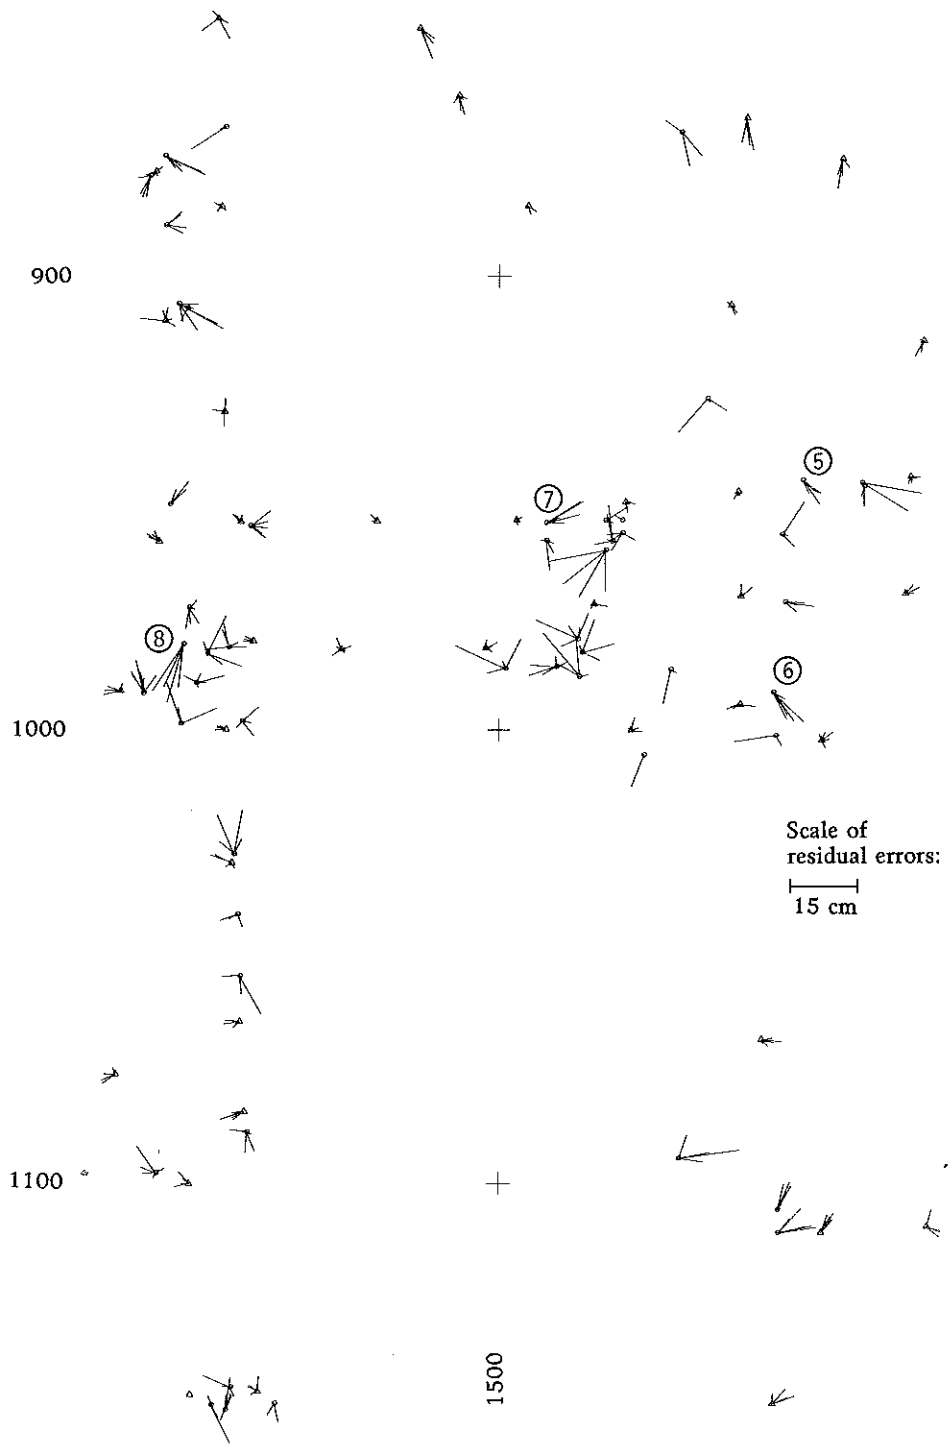 900
⑤
⑦
⑧
⑥
1000
Scale of
residual errors:
15 cm
1100
1500